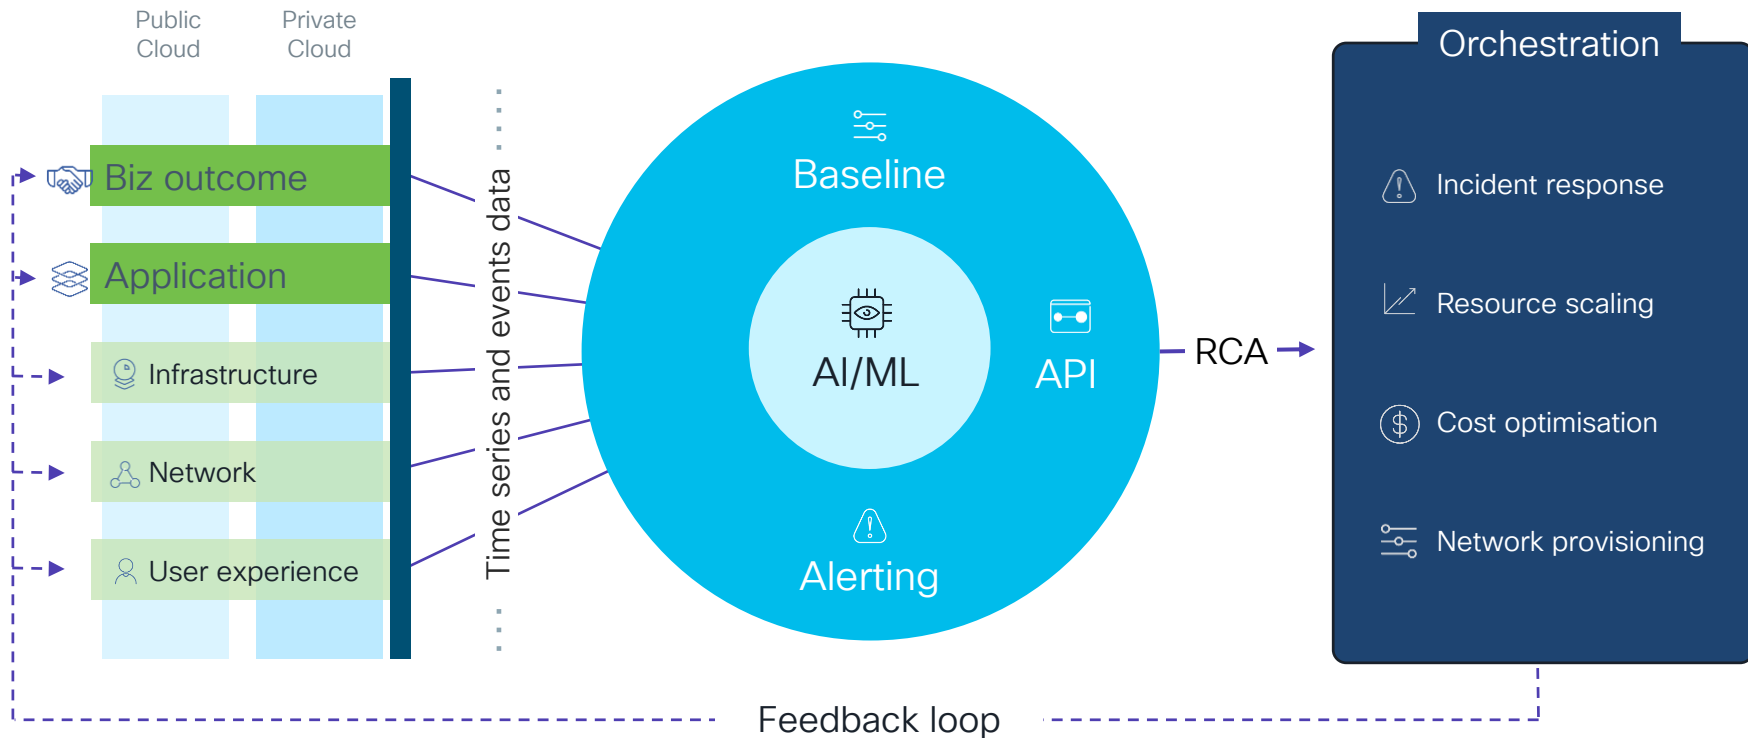 Public
Cloud
Private
Cloud
Biz outcome
Application
Infrastructure
Network
User experience
Time series and events data
Baseline
AI/ML
API
Alerting
RCA
Orchestration
Incident response
Resource scaling
Cost optimisation
Network provisioning
Feedback loop